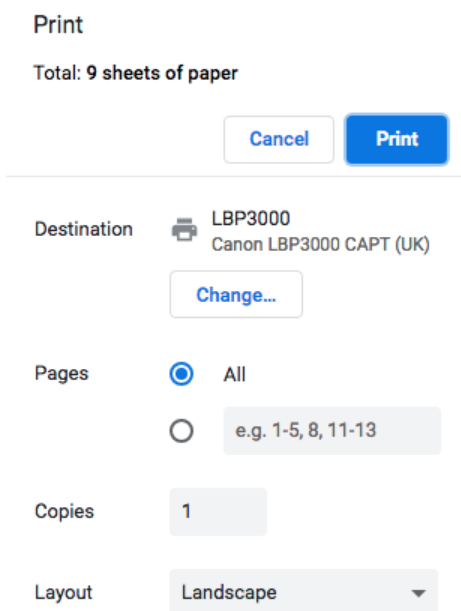 Print
Total: 9 sheets of paper
Cancel Print
Destination LBP3000
Canon LBP3000 CAPT (UK)
Change...
Pages All
e.g. 1-5, 8, 11-13
Copies 1
Layout Landscape